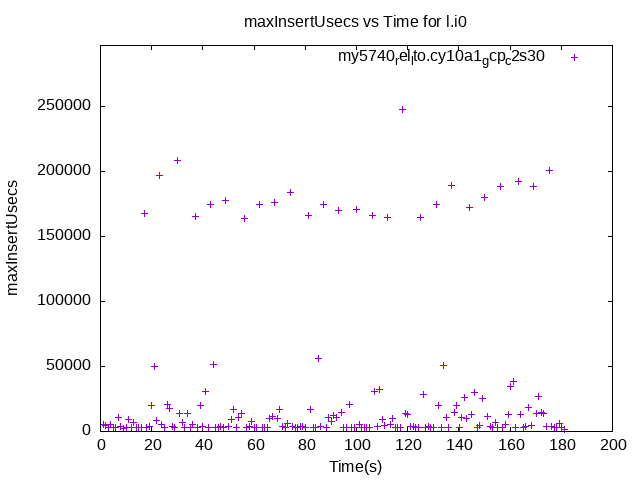 maxInsertUsecs vs Time for l.i0
my5740relto.cy10a1gcpc2s30
maxInsertUsecs
250000
200000
150000
100000
50000
0
0 20 40 60 80 100 120 140 160 180 200
Time(s)